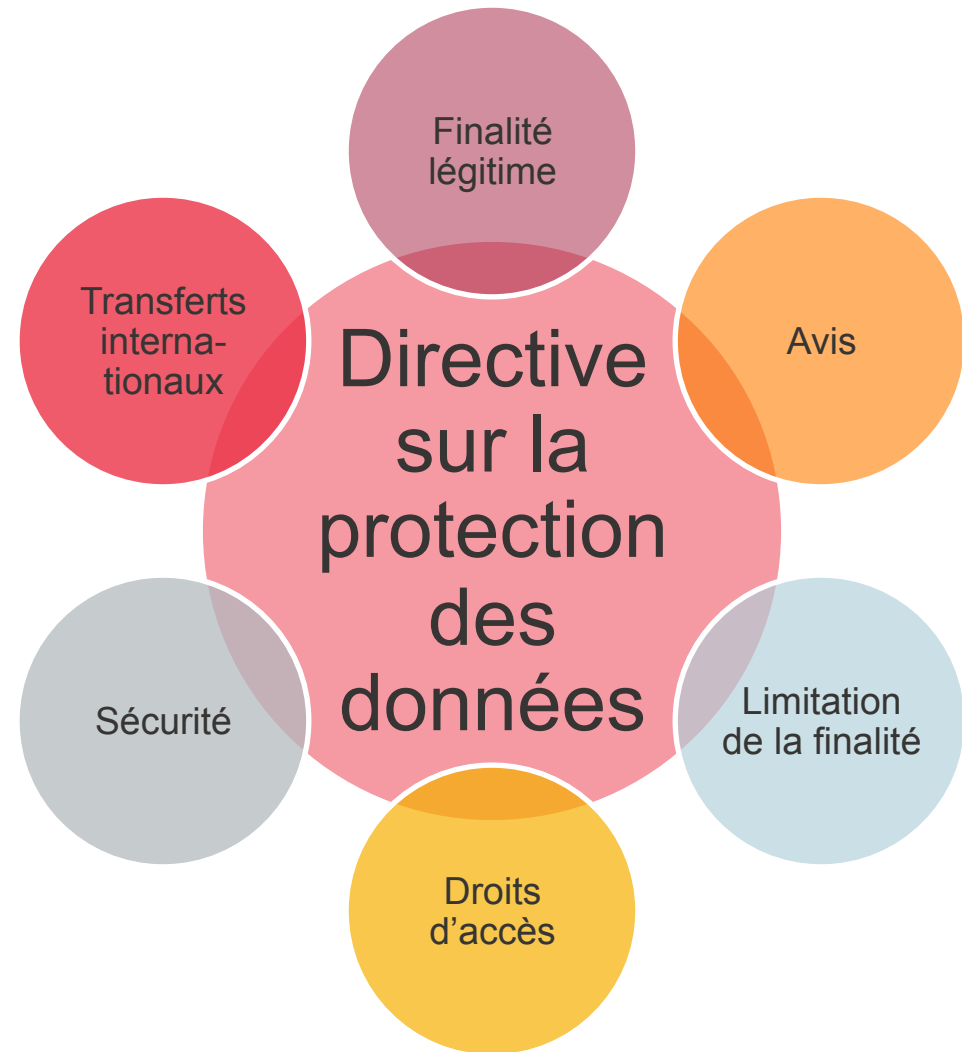 Finalité
légitime
Avis
Limitation
de la finalité
Droits
d’accès
Sécurité
Transferts
interna-
tionaux
Directive
sur la
protection
des
données